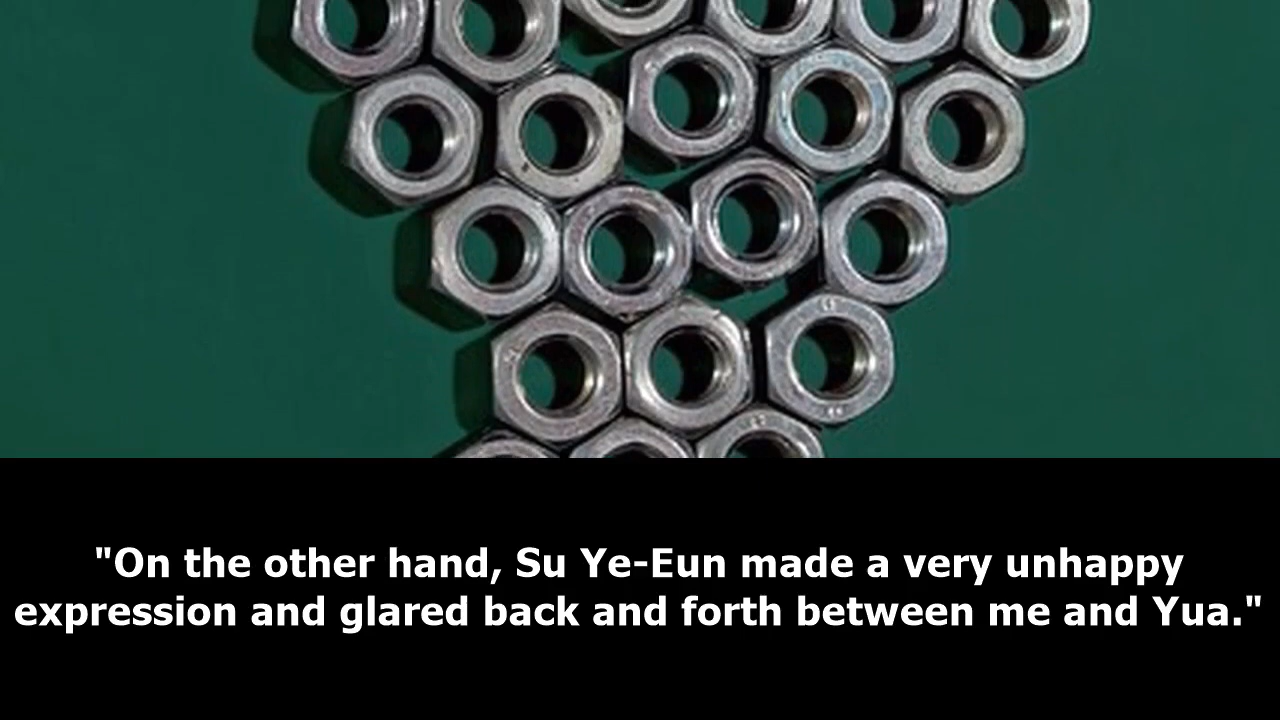 "On the other hand, Su Ye-Eun made a very unhappy
expression and glared back and forth between me and Yua."